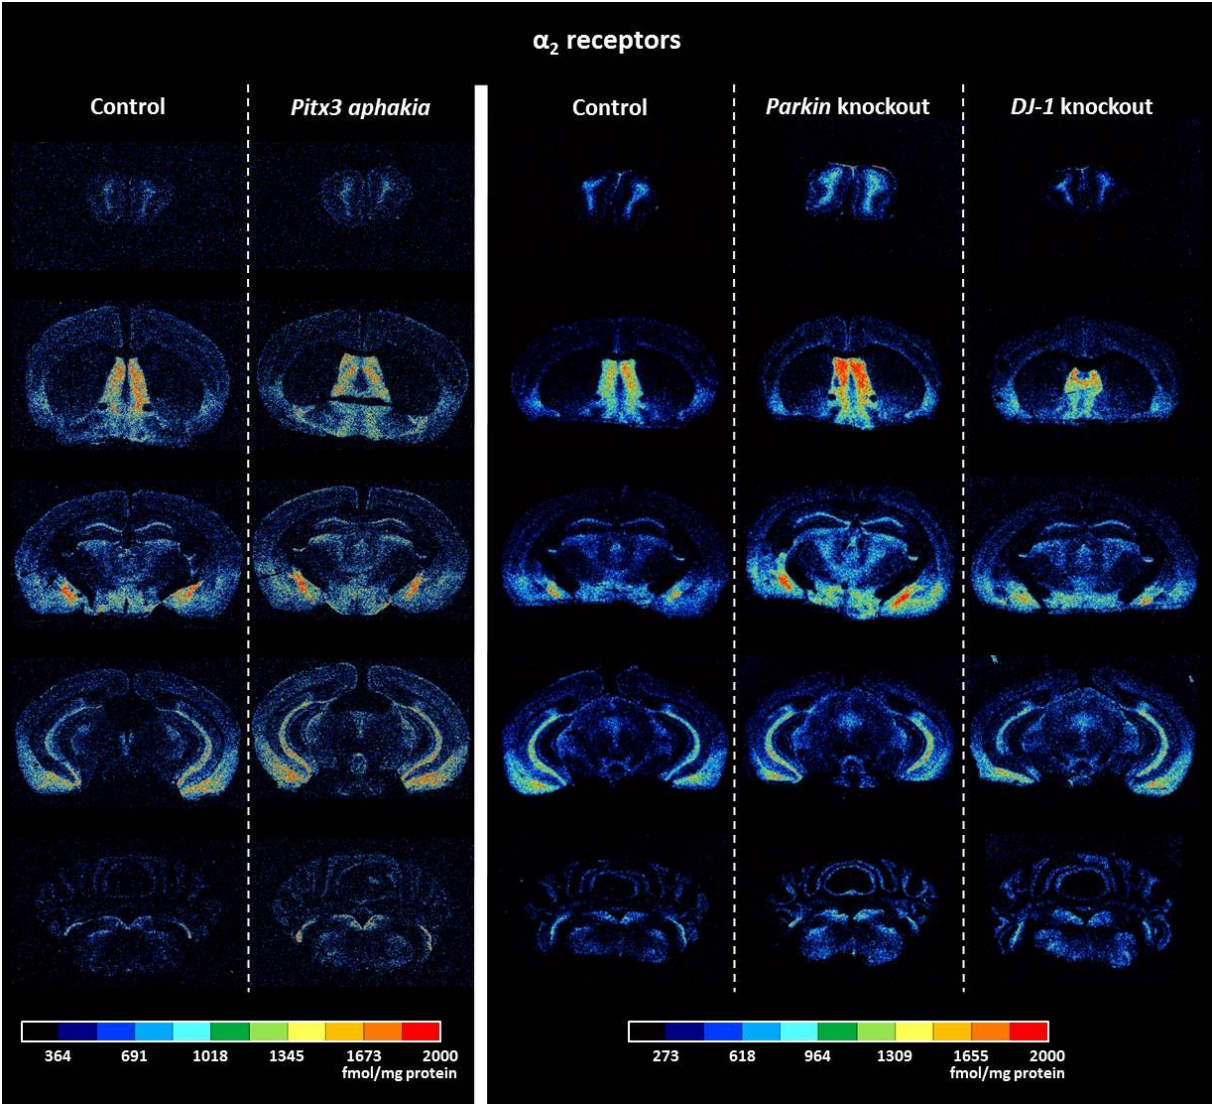 α₂ receptors
Control
Pitx3 aphakia
Control
Parkin knockout
DJ-1 knockout
364 691 1018 1345 1673 2000
fmol/mg protein
273 618 964 1309 1655 2000
fmol/mg protein